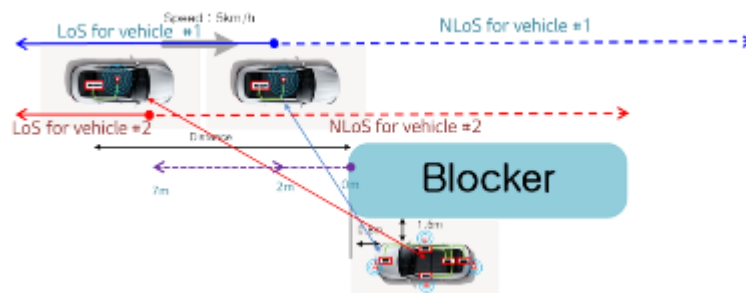 Speed : 5km/h
LoS for vehicle #1
NLoS for vehicle #1
LoS for vehicle #2
NLoS for vehicle #2
Distance
7m
2m
0m
Blocker
1.5m